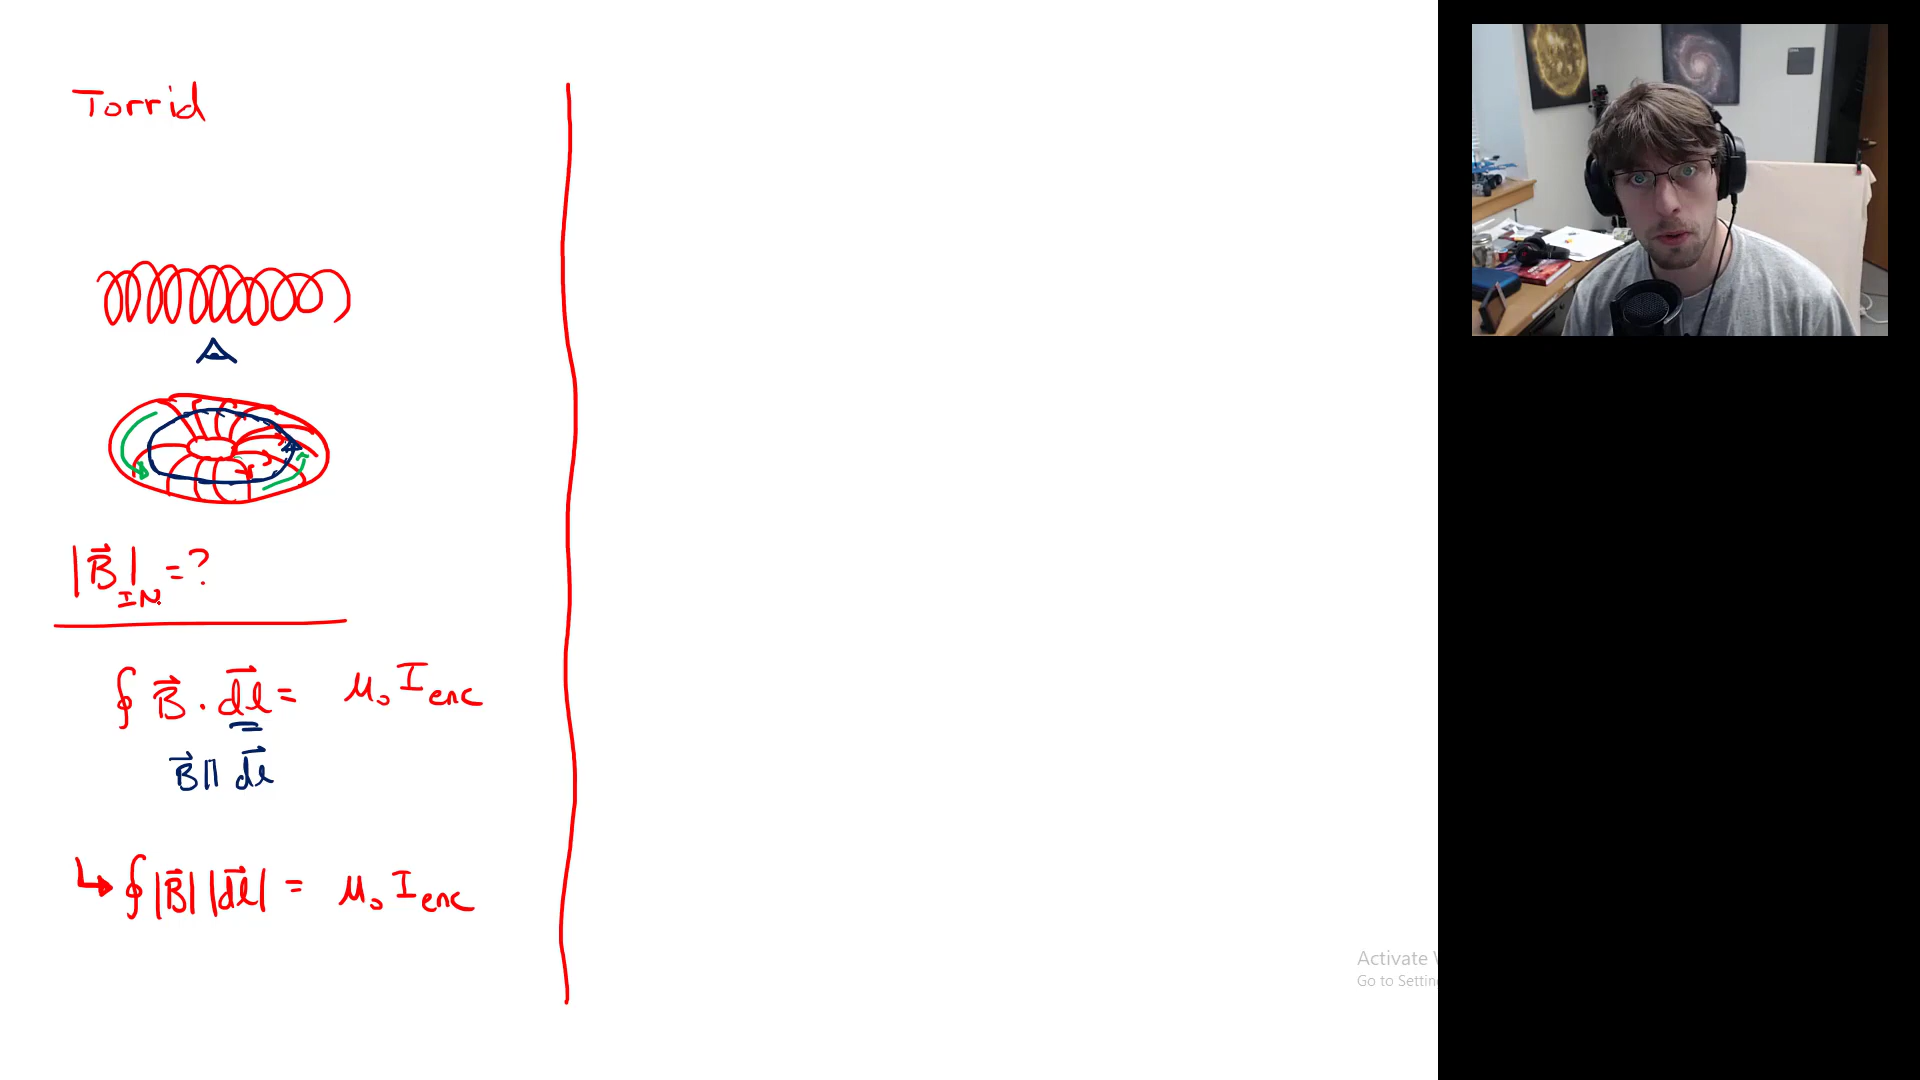 Torrid
|B⃗|IN = ?
∮ B⃗ · dl⃗ = μ₀ Ienc
B⃗ || dl⃗
↳ ∮ |B⃗| |dl⃗| = μ₀ Ienc
Activate
Go to Settin